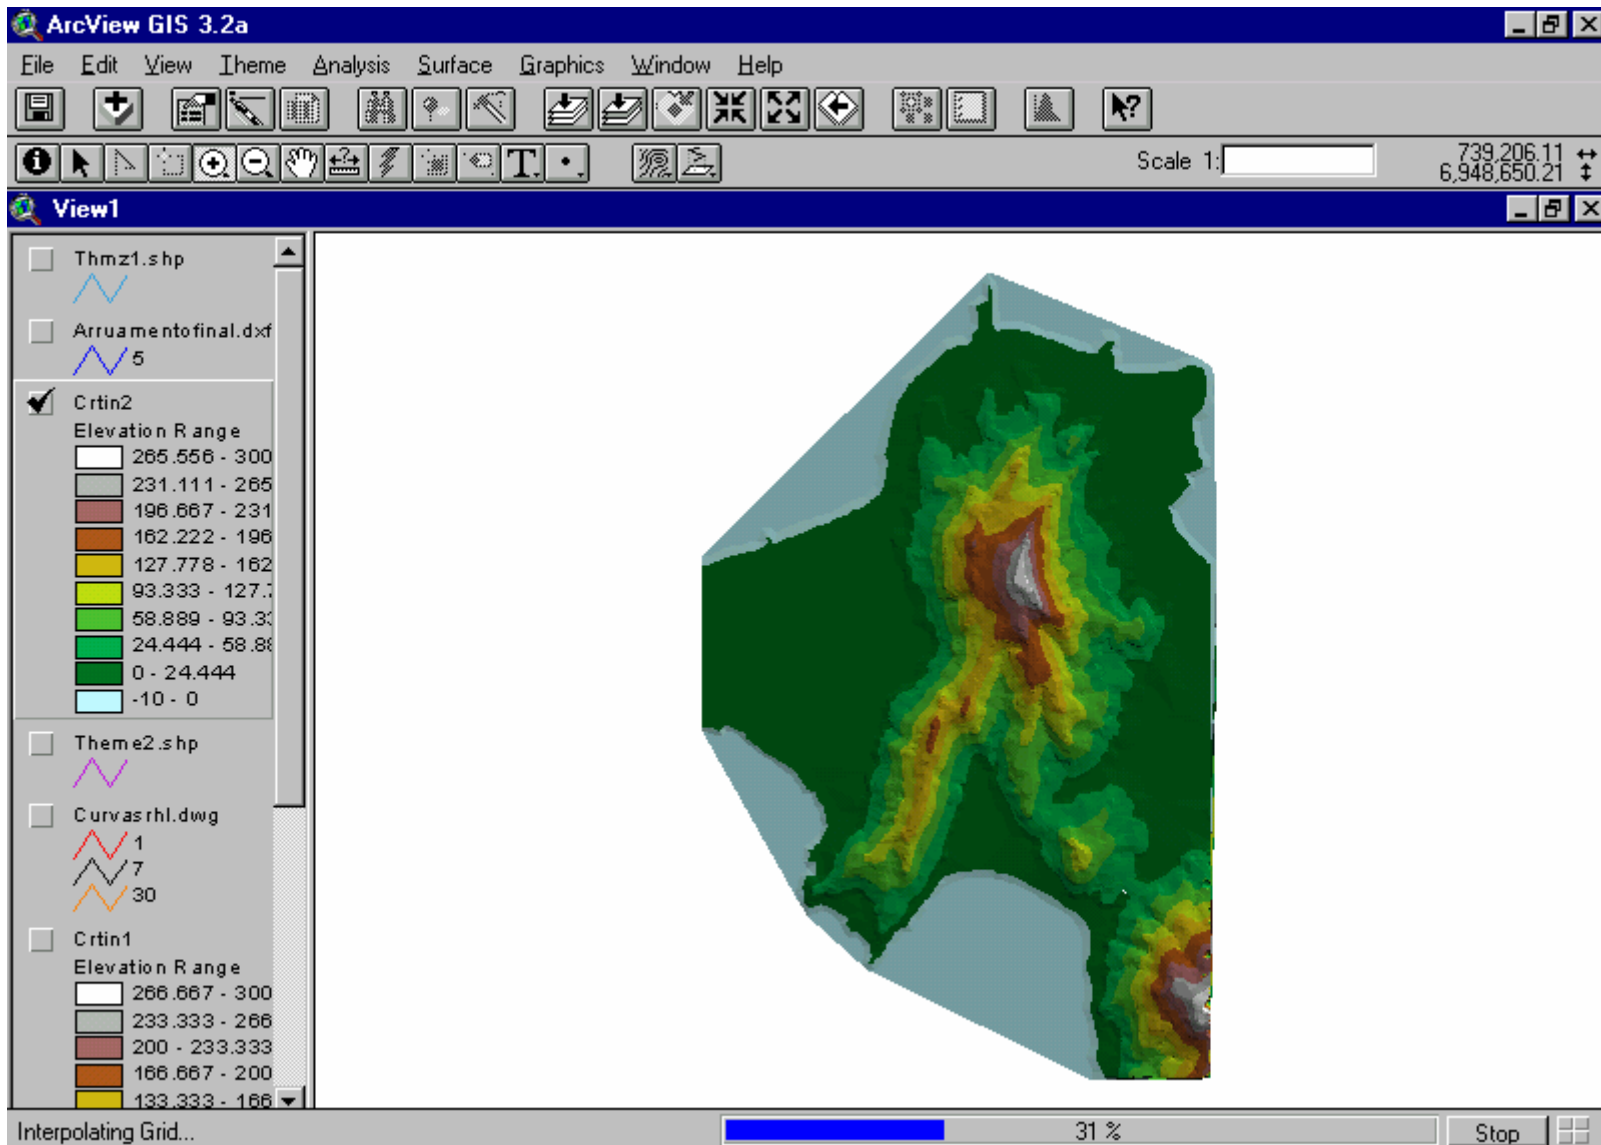 ArcView GIS 3.2a
File Edit View Theme Analysis Surface Graphics Window Help
Scale 1:
739,206.11
6,948,650.21
View1
Thmz1.shp
Arruamentofinal.dxf
5
Crtin2
Elevation Range
265.556 - 300
231.111 - 265
196.667 - 231
162.222 - 196
127.778 - 162
93.333 - 127.7
58.889 - 93.33
24.444 - 58.88
0 - 24.444
-10 - 0
Theme2.shp
Curvasrhl.dwg
1
7
30
Crtin1
Elevation Range
266.667 - 300
233.333 - 266
200 - 233.333
166.667 - 200
133.333 - 166
Interpolating Grid...
31 %
Stop